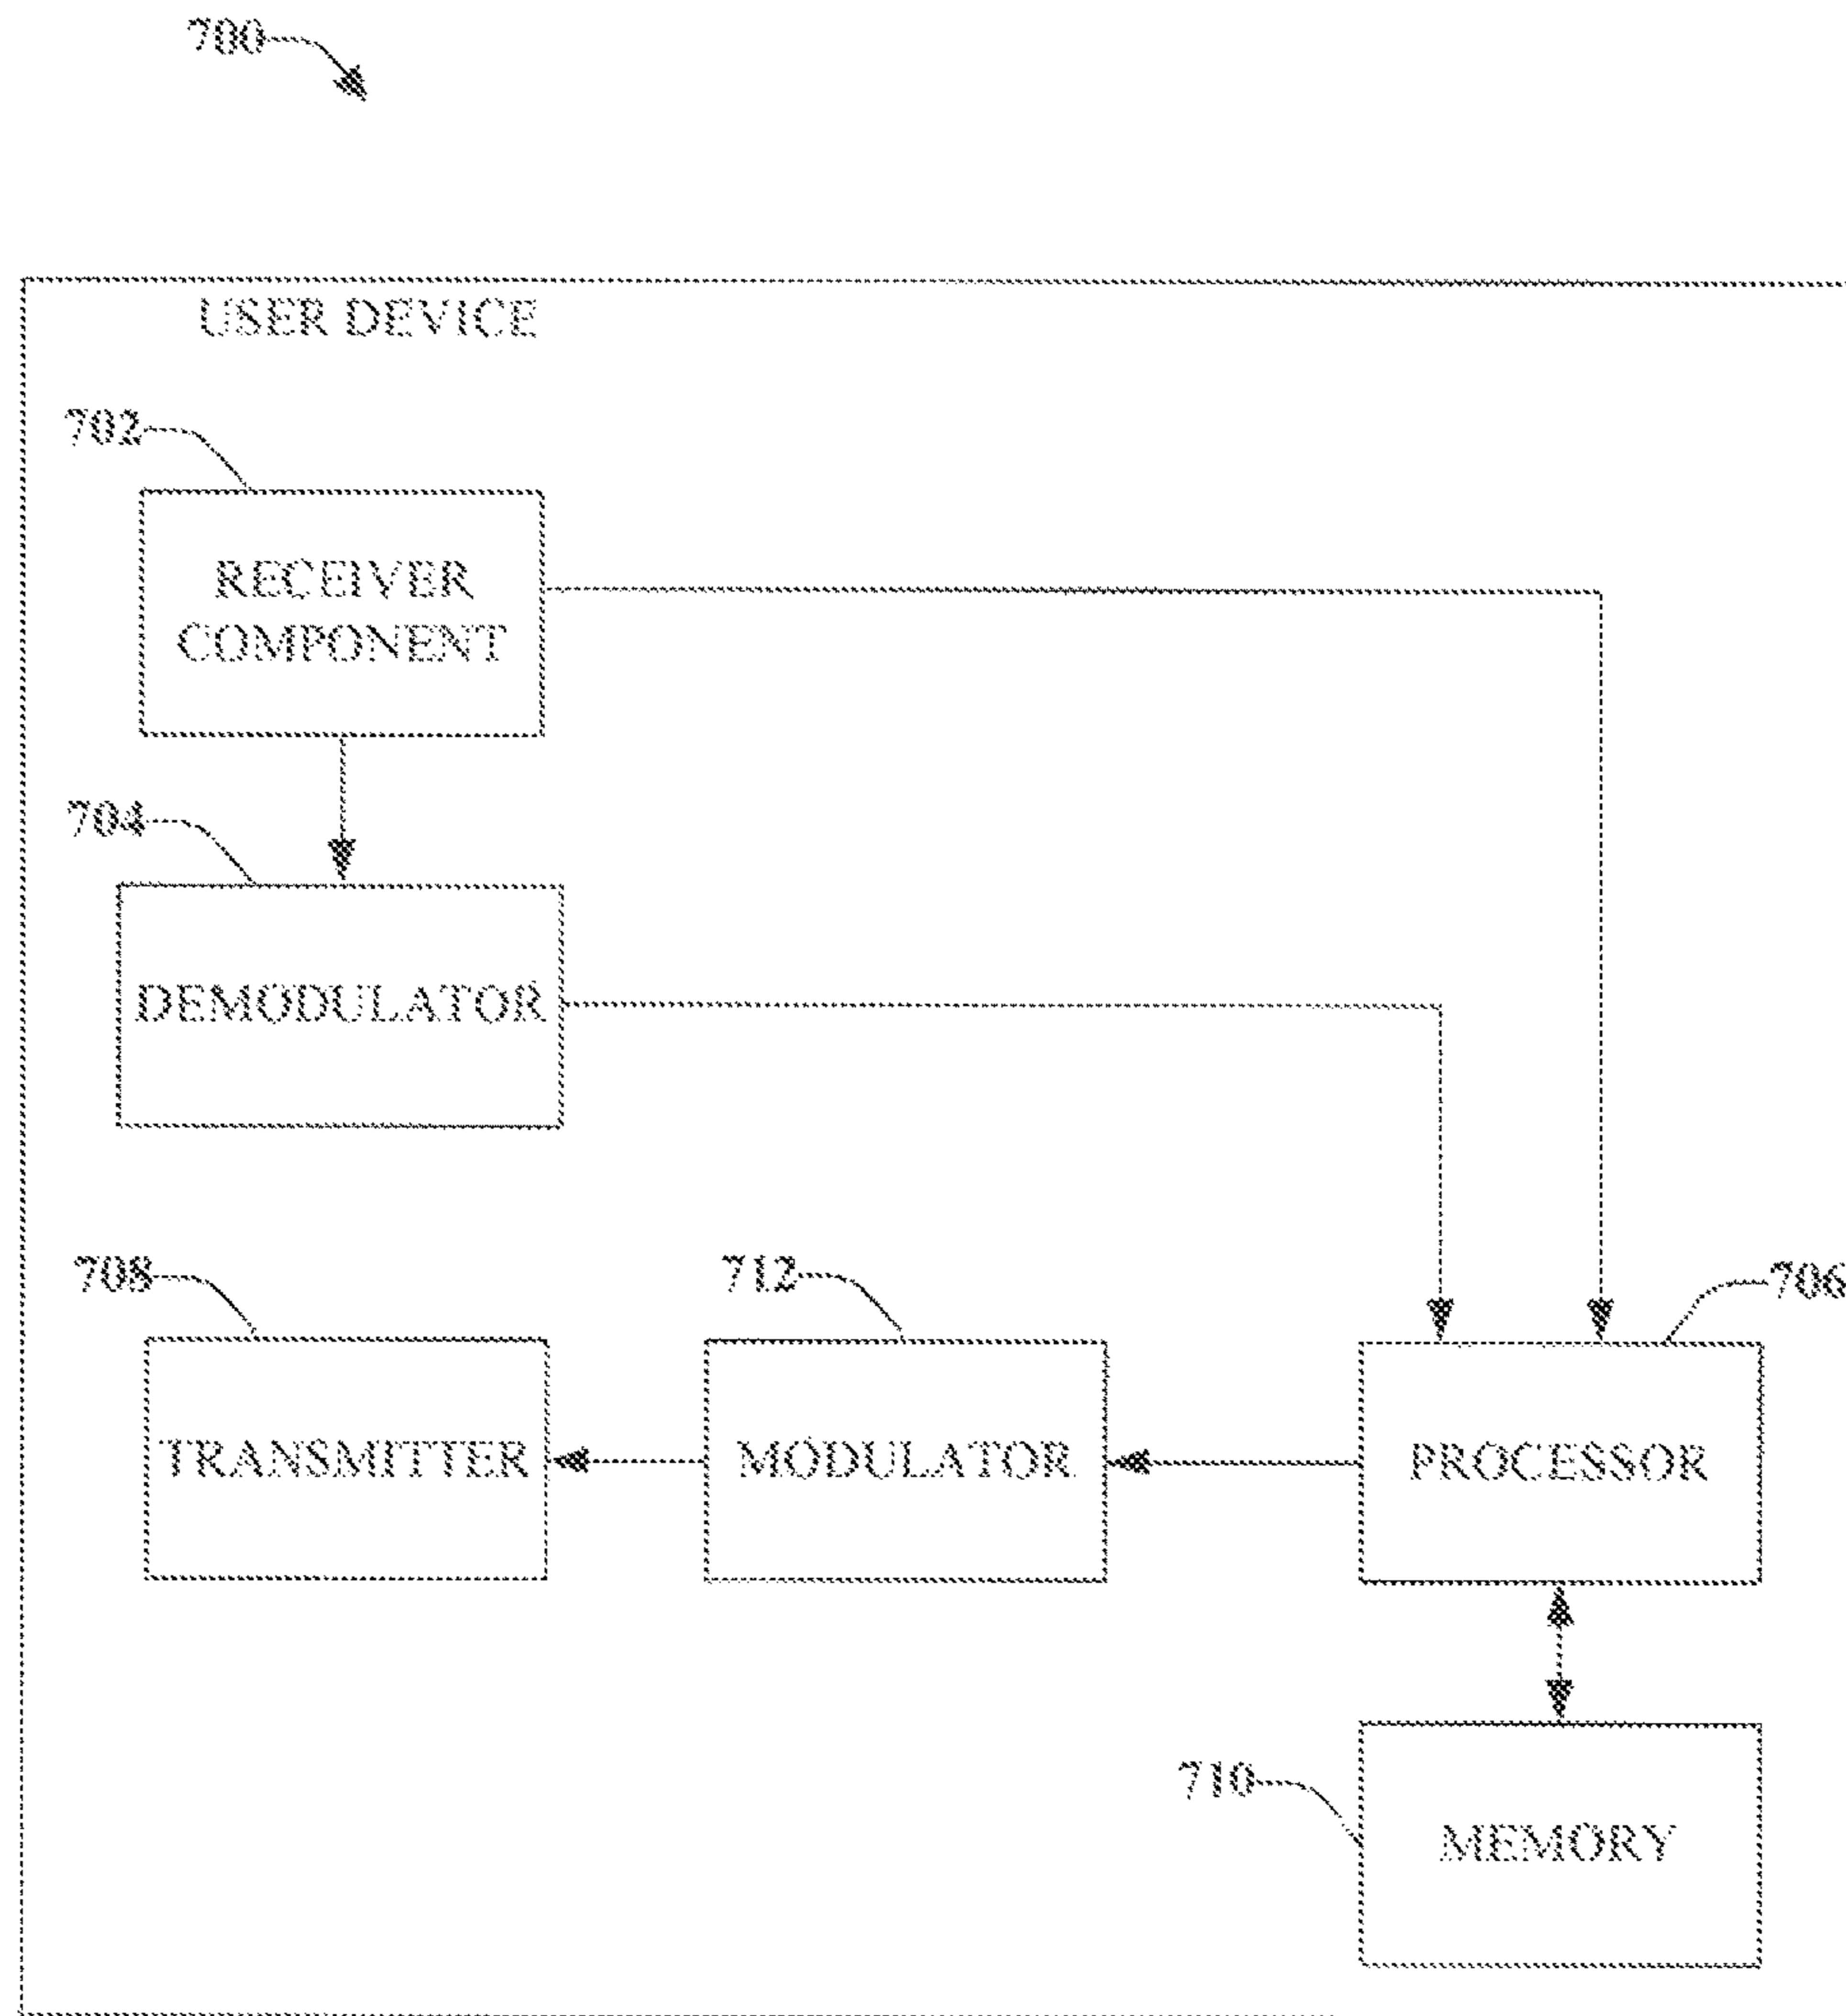 700
USER DEVICE
702
RECEIVER
COMPONENT
704
DEMODULATOR
708
712
706
TRANSMITTER
MODULATOR
PROCESSOR
710
MEMORY